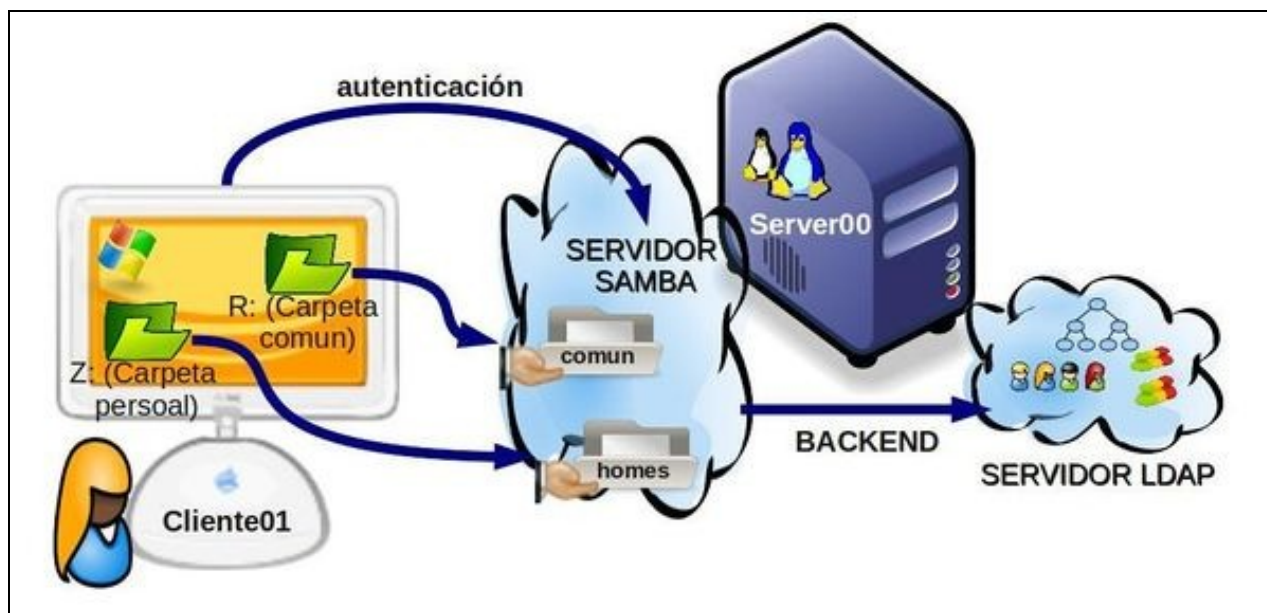 autenticación
Server00
SERVIDOR
SAMBA
R: (Carpeta
comun)
comun
Z: (Carpeta
persoal)
BACKEND
homes
SERVIDOR LDAP
Cliente01